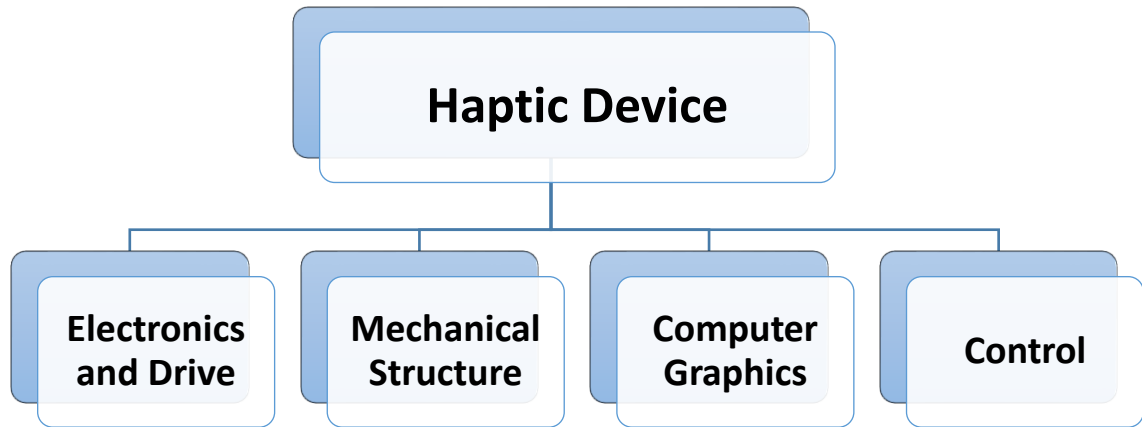 Haptic Device
Electronics
and Drive
Mechanical
Structure
Computer
Graphics
Control